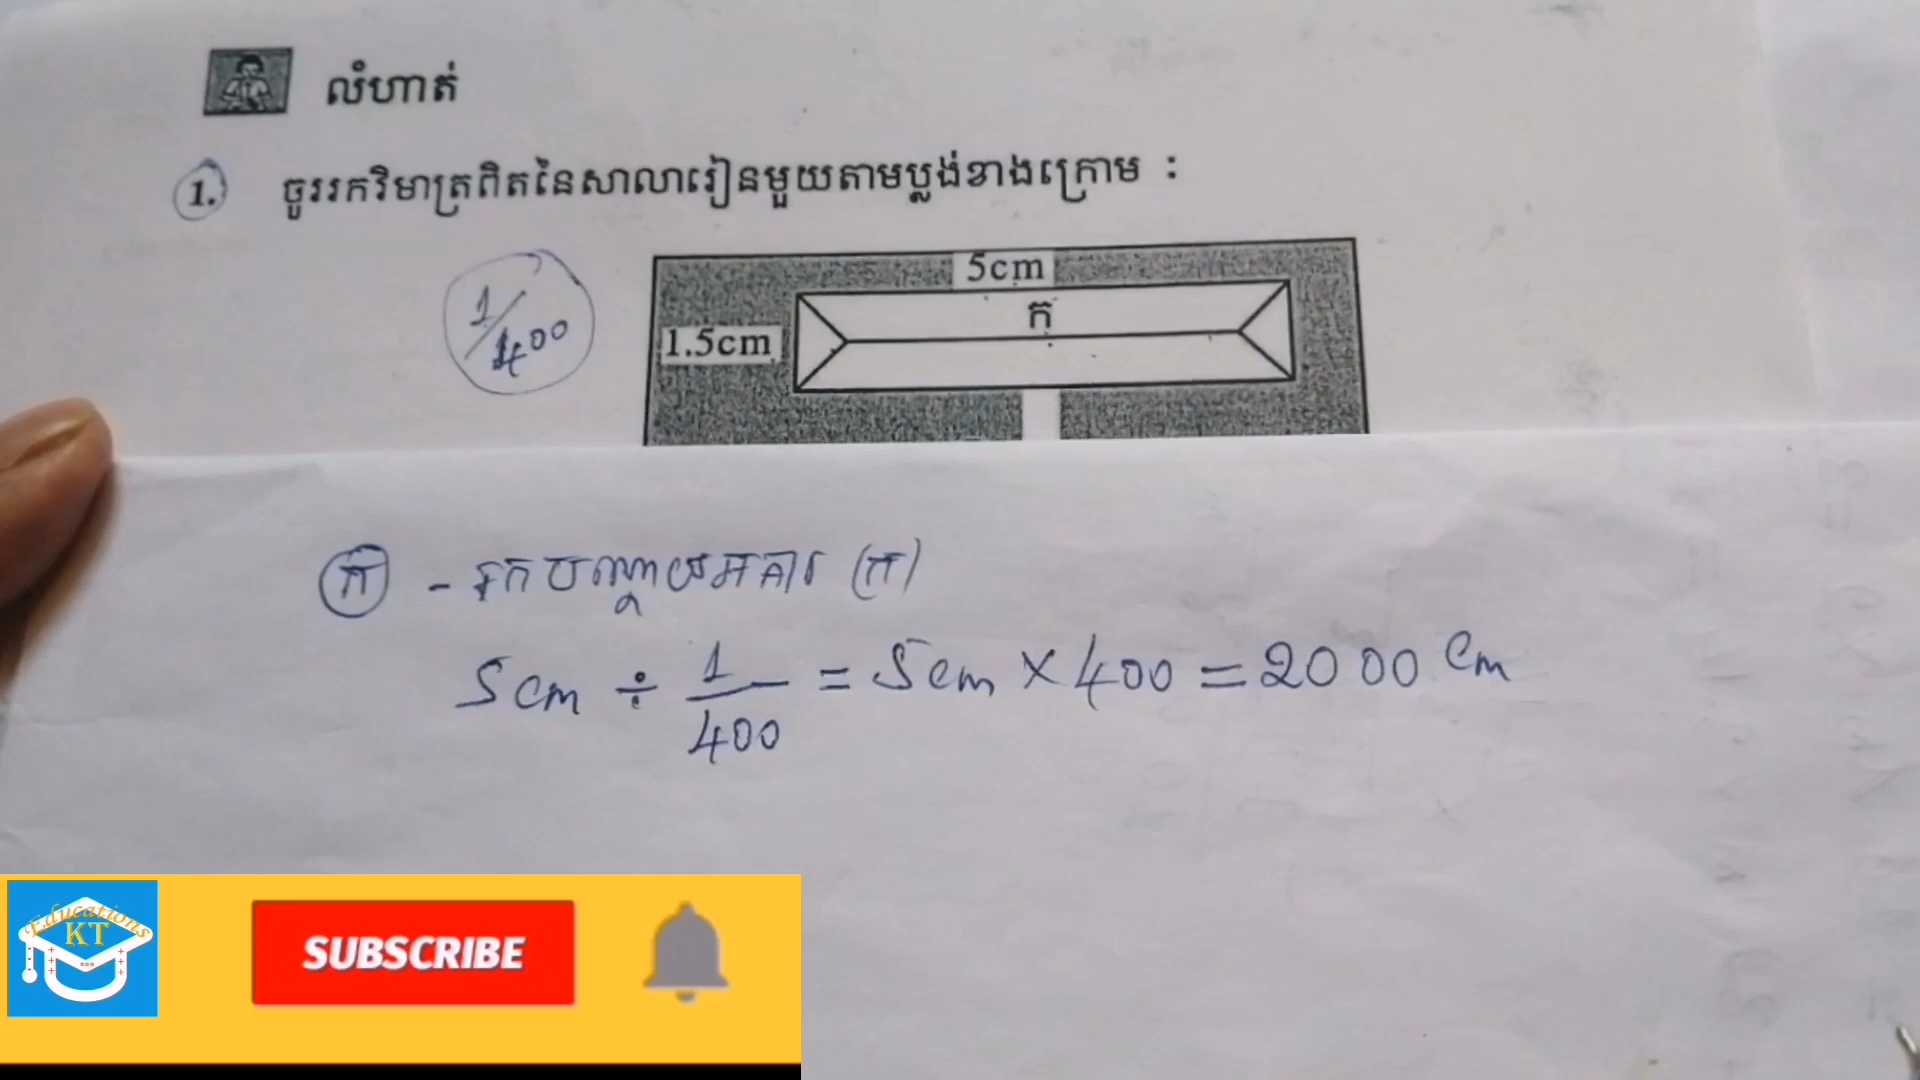 លំហាត់
1. ចូររកវិមាត្រពិតនៃសាលារៀនមួយតាមប្លង់ខាងក្រោម ៖
1/400
5cm
ក
1.5cm
ក - រកបណ្តោយអគារ (ក)
5cm ÷ 1/400 = 5cm × 400 = 2000 cm
Educations
KT
SUBSCRIBE